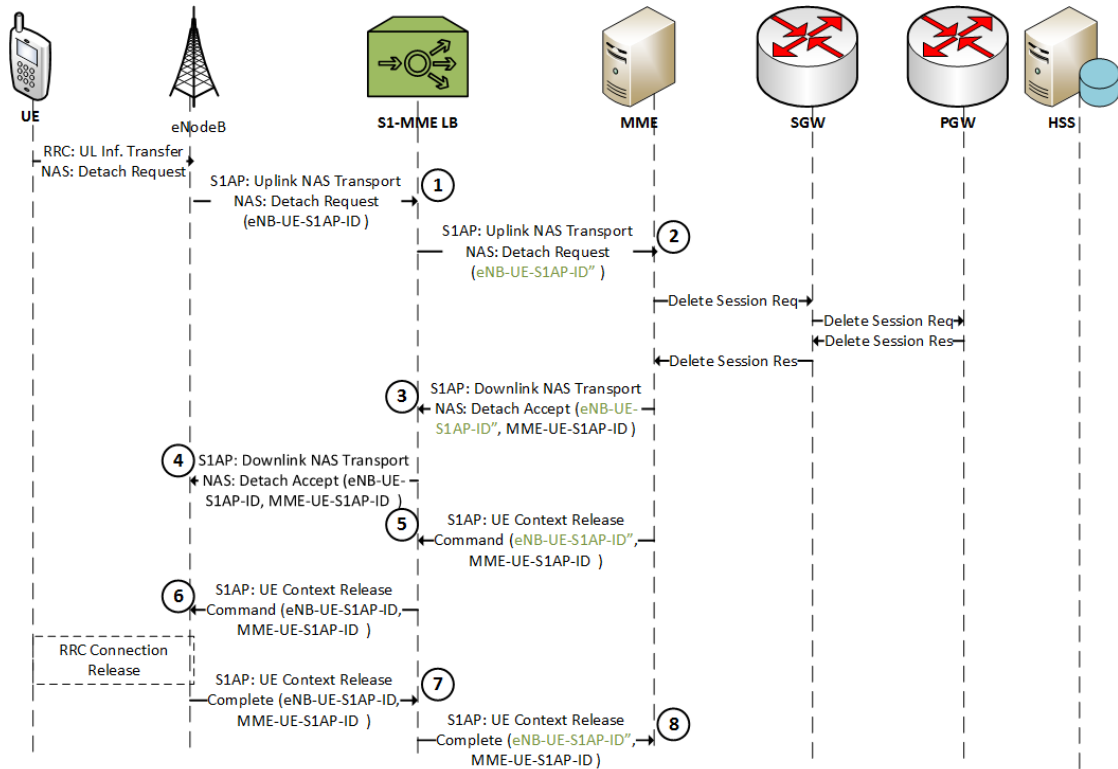 UE
eNodeB
S1-MME LB
MME
SGW
PGW
HSS
RRC: UL Inf. Transfer
NAS: Detach Request
S1AP: Uplink NAS Transport
NAS: Detach Request
(eNB-UE-S1AP-ID )
1
S1AP: Uplink NAS Transport
NAS: Detach Request
(eNB-UE-S1AP-ID” )
2
Delete Session Req
Delete Session Req
Delete Session Res
Delete Session Res
3
S1AP: Downlink NAS Transport
NAS: Detach Accept (eNB-UE-
S1AP-ID”, MME-UE-S1AP-ID )
4
S1AP: Downlink NAS Transport
NAS: Detach Accept (eNB-UE-
S1AP-ID, MME-UE-S1AP-ID )
5
S1AP: UE Context Release
Command (eNB-UE-S1AP-ID”,
MME-UE-S1AP-ID )
6
S1AP: UE Context Release
Command (eNB-UE-S1AP-ID,
MME-UE-S1AP-ID )
RRC Connection
Release
S1AP: UE Context Release
Complete (eNB-UE-S1AP-ID,
MME-UE-S1AP-ID )
7
S1AP: UE Context Release
Complete (eNB-UE-S1AP-ID”,
MME-UE-S1AP-ID )
8